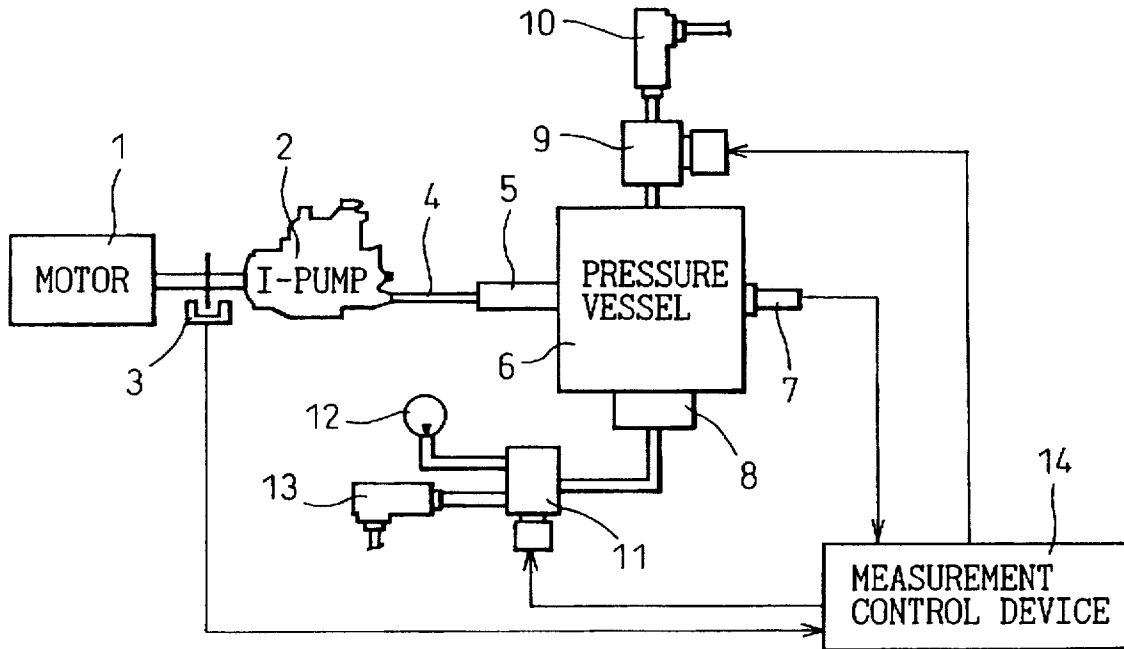 10
1
2
9
4
5
MOTOR
I-PUMP
PRESSURE
VESSEL
6
3
7
12
8
13
14
11
MEASUREMENT
CONTROL DEVICE